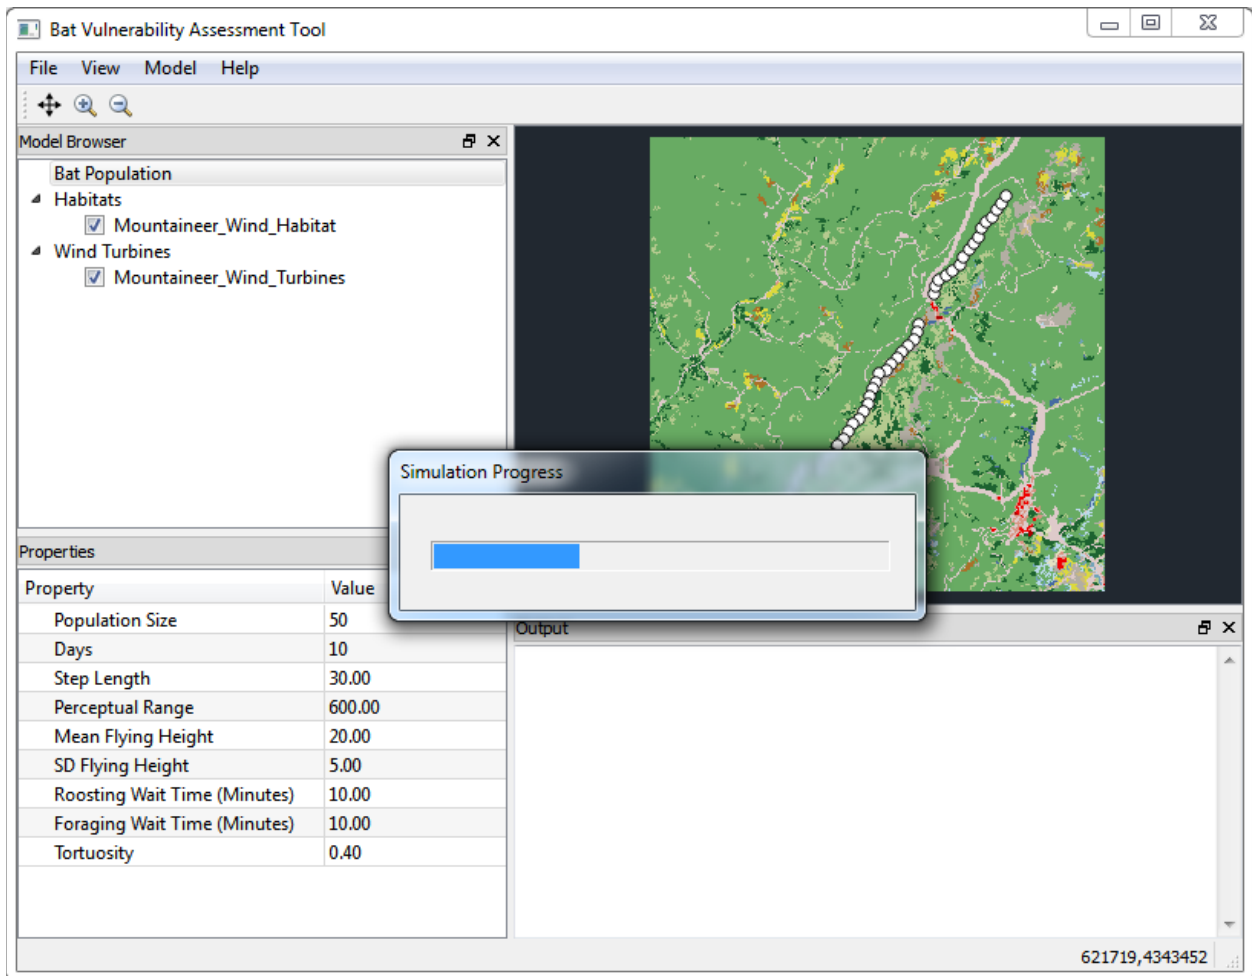 Bat Vulnerability Assessment Tool
File View Model Help
Model Browser
Bat Population
Habitats
Mountaineer_Wind_Habitat
Wind Turbines
Mountaineer_Wind_Turbines
Simulation Progress
Properties
Property Value
Population Size 50
Days 10
Step Length 30.00
Perceptual Range 600.00
Mean Flying Height 20.00
SD Flying Height 5.00
Roosting Wait Time (Minutes) 10.00
Foraging Wait Time (Minutes) 10.00
Tortuosity 0.40
Output
621719,4343452